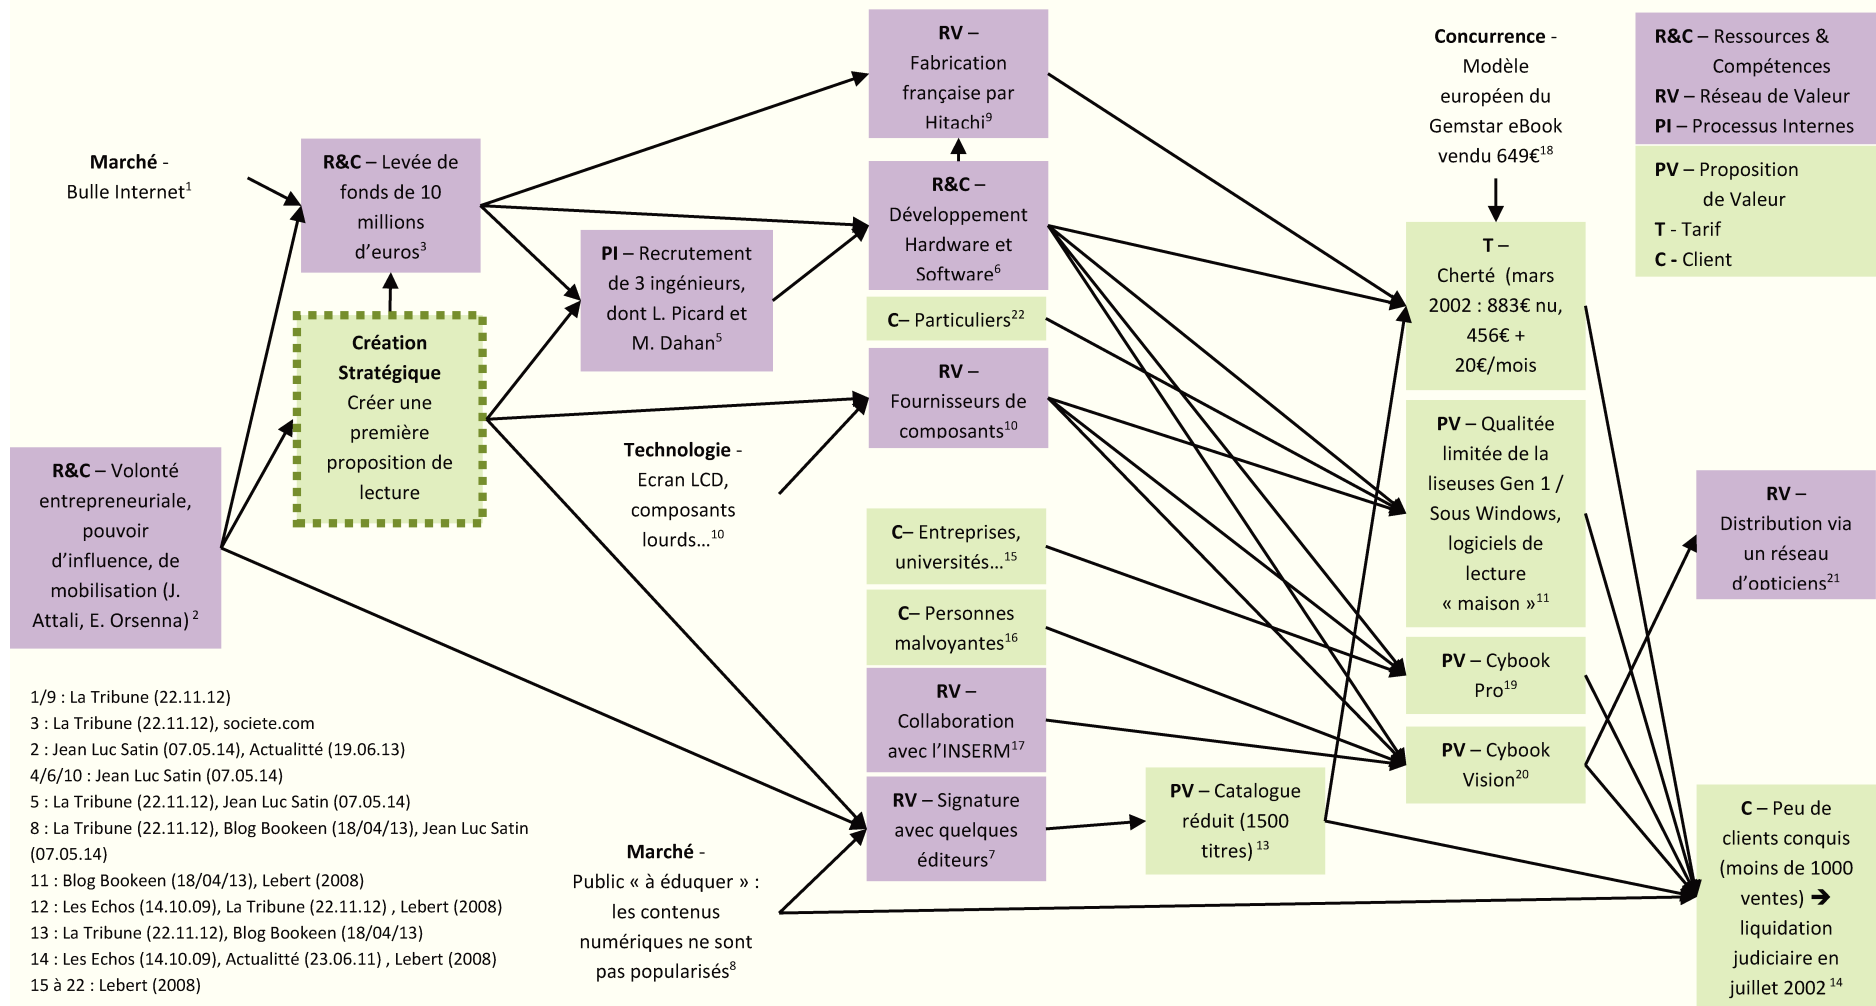 Marché -
Bulle Internet1
R&C – Levée de
fonds de 10
millions
d’euros3
Création
Stratégique
Créer une
première
proposition de
lecture
R&C – Volonté
entrepreneuriale,
pouvoir
d’influence, de
mobilisation (J.
Attali, E. Orsenna) 2
PI – Recrutement
de 3 ingénieurs,
dont L. Picard et
M. Dahan5
Technologie -
Ecran LCD,
composants
lourds…10
Marché -
Public « à éduquer » :
les contenus
numériques ne sont
pas popularisés8
RV –
Fabrication
française par
Hitachi9
R&C –
Développement
Hardware et
Software6
C– Particuliers22
RV –
Fournisseurs de
composants10
C– Entreprises,
universités…15
C– Personnes
malvoyantes16
RV –
Collaboration
avec l’INSERM17
RV – Signature
avec quelques
éditeurs7
PV – Catalogue
réduit (1500
titres) 13
Concurrence -
Modèle
européen du
Gemstar eBook
vendu 649€18
T –
Cherté (mars
2002 : 883€ nu,
456€ +
20€/mois
PV – Qualitée
limitée de la
liseuses Gen 1 /
Sous Windows,
logiciels de
lecture
« maison »11
PV – Cybook
Pro19
PV – Cybook
Vision20
R&C – Ressources &
Compétences
RV – Réseau de Valeur
PI – Processus Internes
PV – Proposition
de Valeur
T - Tarif
C - Client
RV –
Distribution via
un réseau
d’opticiens21
C – Peu de
clients conquis
(moins de 1000
ventes) ➔
liquidation
judiciaire en
juillet 2002 14
1/9 : La Tribune (22.11.12)
3 : La Tribune (22.11.12), societe.com
2 : Jean Luc Satin (07.05.14), Actualitté (19.06.13)
4/6/10 : Jean Luc Satin (07.05.14)
5 : La Tribune (22.11.12), Jean Luc Satin (07.05.14)
8 : La Tribune (22.11.12), Blog Bookeen (18/04/13), Jean Luc Satin
(07.05.14)
11 : Blog Bookeen (18/04/13), Lebert (2008)
12 : Les Echos (14.10.09), La Tribune (22.11.12) , Lebert (2008)
13 : La Tribune (22.11.12), Blog Bookeen (18/04/13)
14 : Les Echos (14.10.09), Actualitté (23.06.11) , Lebert (2008)
15 à 22 : Lebert (2008)